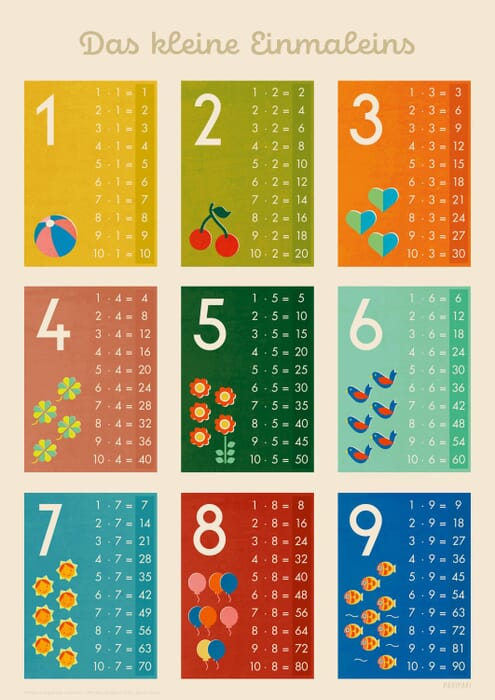 Das kleine Einmaleins
1
1 · 1 = 1
2 · 1 = 2
3 · 1 = 3
4 · 1 = 4
5 · 1 = 5
6 · 1 = 6
7 · 1 = 7
8 · 1 = 8
9 · 1 = 9
10 · 1 = 10
2
1 · 2 = 2
2 · 2 = 4
3 · 2 = 6
4 · 2 = 8
5 · 2 = 10
6 · 2 = 12
7 · 2 = 14
8 · 2 = 16
9 · 2 = 18
10 · 2 = 20
3
1 · 3 = 3
2 · 3 = 6
3 · 3 = 9
4 · 3 = 12
5 · 3 = 15
6 · 3 = 18
7 · 3 = 21
8 · 3 = 24
9 · 3 = 27
10 · 3 = 30
4
1 · 4 = 4
2 · 4 = 8
3 · 4 = 12
4 · 4 = 16
5 · 4 = 20
6 · 4 = 24
7 · 4 = 28
8 · 4 = 32
9 · 4 = 36
10 · 4 = 40
5
1 · 5 = 5
2 · 5 = 10
3 · 5 = 15
4 · 5 = 20
5 · 5 = 25
6 · 5 = 30
7 · 5 = 35
8 · 5 = 40
9 · 5 = 45
10 · 5 = 50
6
1 · 6 = 6
2 · 6 = 12
3 · 6 = 18
4 · 6 = 24
5 · 6 = 30
6 · 6 = 36
7 · 6 = 42
8 · 6 = 48
9 · 6 = 54
10 · 6 = 60
7
1 · 7 = 7
2 · 7 = 14
3 · 7 = 21
4 · 7 = 28
5 · 7 = 35
6 · 7 = 42
7 · 7 = 49
8 · 7 = 56
9 · 7 = 63
10 · 7 = 70
8
1 · 8 = 8
2 · 8 = 16
3 · 8 = 24
4 · 8 = 32
5 · 8 = 40
6 · 8 = 48
7 · 8 = 56
8 · 8 = 64
9 · 8 = 72
10 · 8 = 80
9
1 · 9 = 9
2 · 9 = 18
3 · 9 = 27
4 · 9 = 36
5 · 9 = 45
6 · 9 = 54
7 · 9 = 63
8 · 9 = 72
9 · 9 = 81
10 · 9 = 90